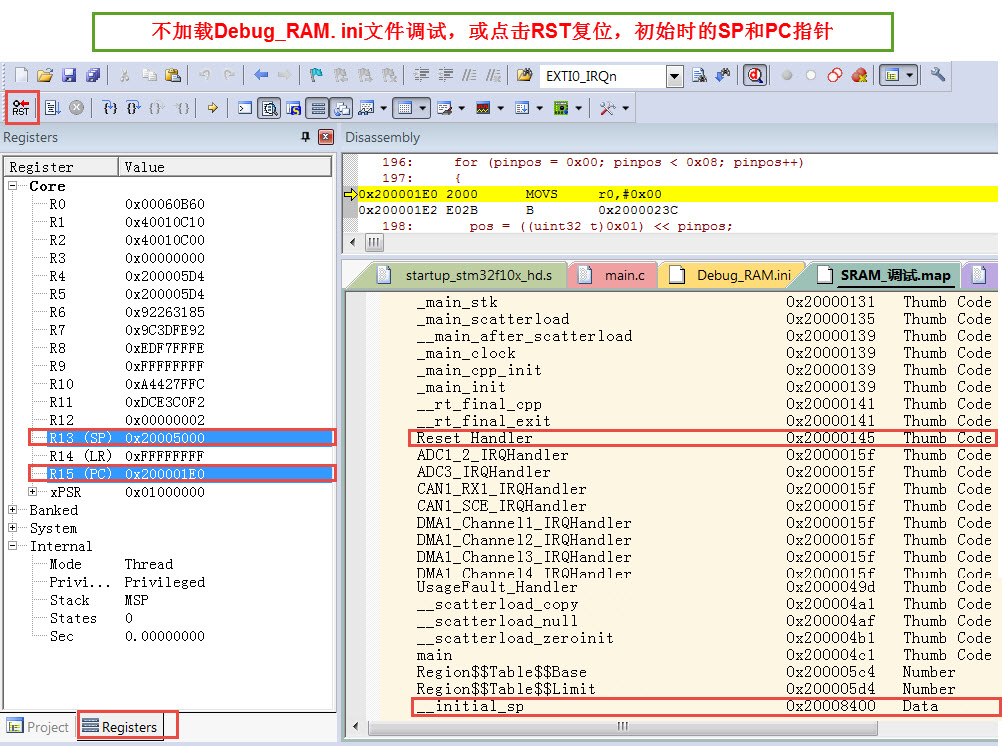 不加载Debug_RAM. ini文件调试，或点击RST复位，初始时的SP和PC指针
EXTI0_IRQn
RST
Registers
Register Value
Core
R0 0x00060B60
R1 0x40010C10
R2 0x40010C00
R3 0x00000000
R4 0x200005D4
R5 0x200005D4
R6 0x92263185
R7 0x9C3DFE92
R8 0xEDF7FFFE
R9 0xFFFFFFFF
R10 0xA4427FFC
R11 0xDCE3C0F2
R12 0x00000002
R13 (SP) 0x20005000
R14 (LR) 0xFFFFFFFF
R15 (PC) 0x200001E0
xPSR 0x01000000
Banked
System
Internal
Mode Thread
Privi... Privileged
Stack MSP
States 0
Sec 0.00000000
Project
Registers
Disassembly
196: for (pinpos = 0x00; pinpos < 0x08; pinpos++)
197: {
0x200001E0 2000 MOVS r0,#0x00
0x200001E2 E02B B 0x2000023C
198: pos = ((uint32_t)0x01) << pinpos;
startup_stm32f10x_hd.s main.c Debug_RAM.ini SRAM_调试.map
_main_stk 0x20000131 Thumb Code
_main_scatterload 0x20000135 Thumb Code
__main_after_scatterload 0x20000139 Thumb Code
_main_clock 0x20000139 Thumb Code
_main_cpp_init 0x20000139 Thumb Code
_main_init 0x20000139 Thumb Code
__rt_final_cpp 0x20000141 Thumb Code
__rt_final_exit 0x20000141 Thumb Code
Reset_Handler 0x20000145 Thumb Code
ADC1_2_IRQHandler 0x2000015f Thumb Code
ADC3_IRQHandler 0x2000015f Thumb Code
CAN1_RX1_IRQHandler 0x2000015f Thumb Code
CAN1_SCE_IRQHandler 0x2000015f Thumb Code
DMA1_Channel1_IRQHandler 0x2000015f Thumb Code
DMA1_Channel2_IRQHandler 0x2000015f Thumb Code
DMA1_Channel3_IRQHandler 0x2000015f Thumb Code
DMA1_Channel4_IRQHandler 0x2000015f Thumb Code
UsageFault_Handler 0x2000049d Thumb Code
__scatterload_copy 0x200004a1 Thumb Code
__scatterload_null 0x200004af Thumb Code
__scatterload_zeroinit 0x200004b1 Thumb Code
main 0x200004c1 Thumb Code
Region$$Table$$Base 0x200005c4 Number
Region$$Table$$Limit 0x200005d4 Number
__initial_sp 0x20008400 Data